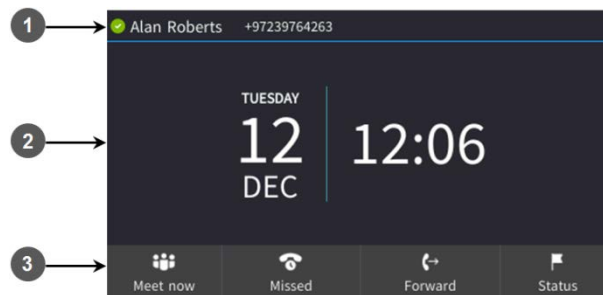 1
Alan Roberts +97239764263
2
TUESDAY
12
DEC
12:06
3
Meet now Missed Forward Status